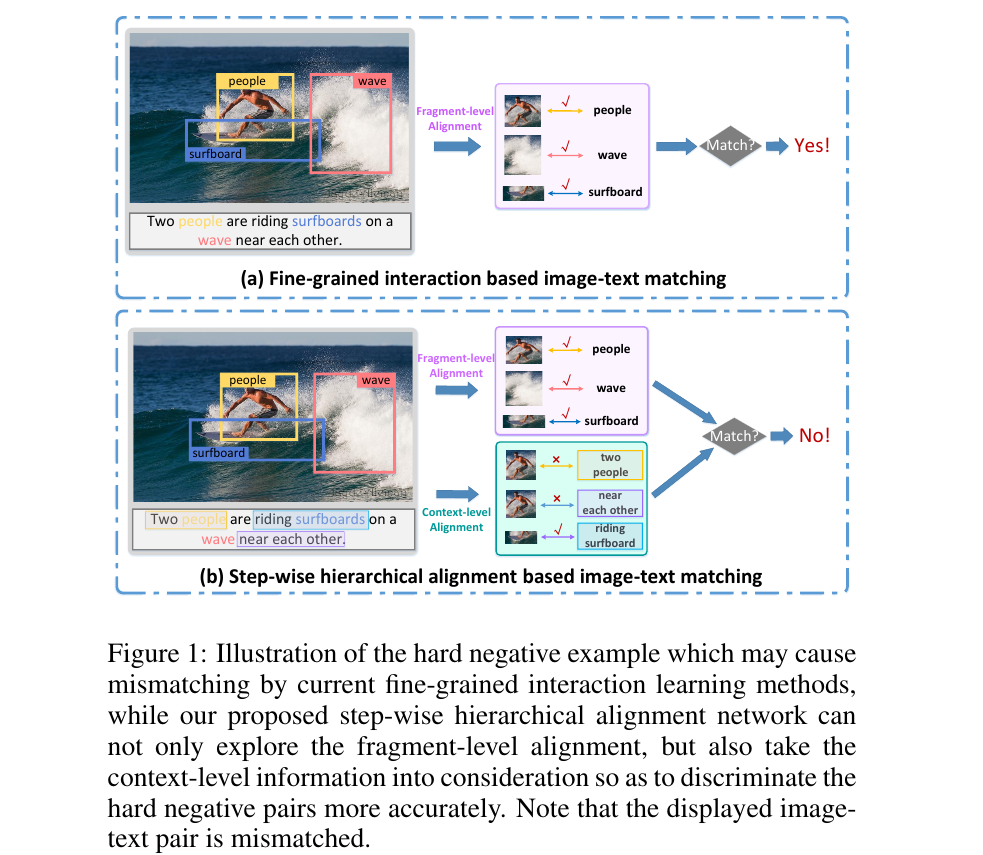 people
wave
surfboard
Two people are riding surfboards on a
wave near each other.
Fragment-level
Alignment
people
wave
surfboard
Match?
Yes!
(a) Fine-grained interaction based image-text matching
people
wave
surfboard
Two people are riding surfboards on a
wave near each other.
Fragment-level
Alignment
people
wave
surfboard
Context-level
Alignment
two
people
near
each other
riding
surfboard
Match?
No!
(b) Step-wise hierarchical alignment based image-text matching
Figure 1: Illustration of the hard negative example which may cause
mismatching by current fine-grained interaction learning methods,
while our proposed step-wise hierarchical alignment network can
not only explore the fragment-level alignment, but also take the
context-level information into consideration so as to discriminate the
hard negative pairs more accurately. Note that the displayed image-
text pair is mismatched.